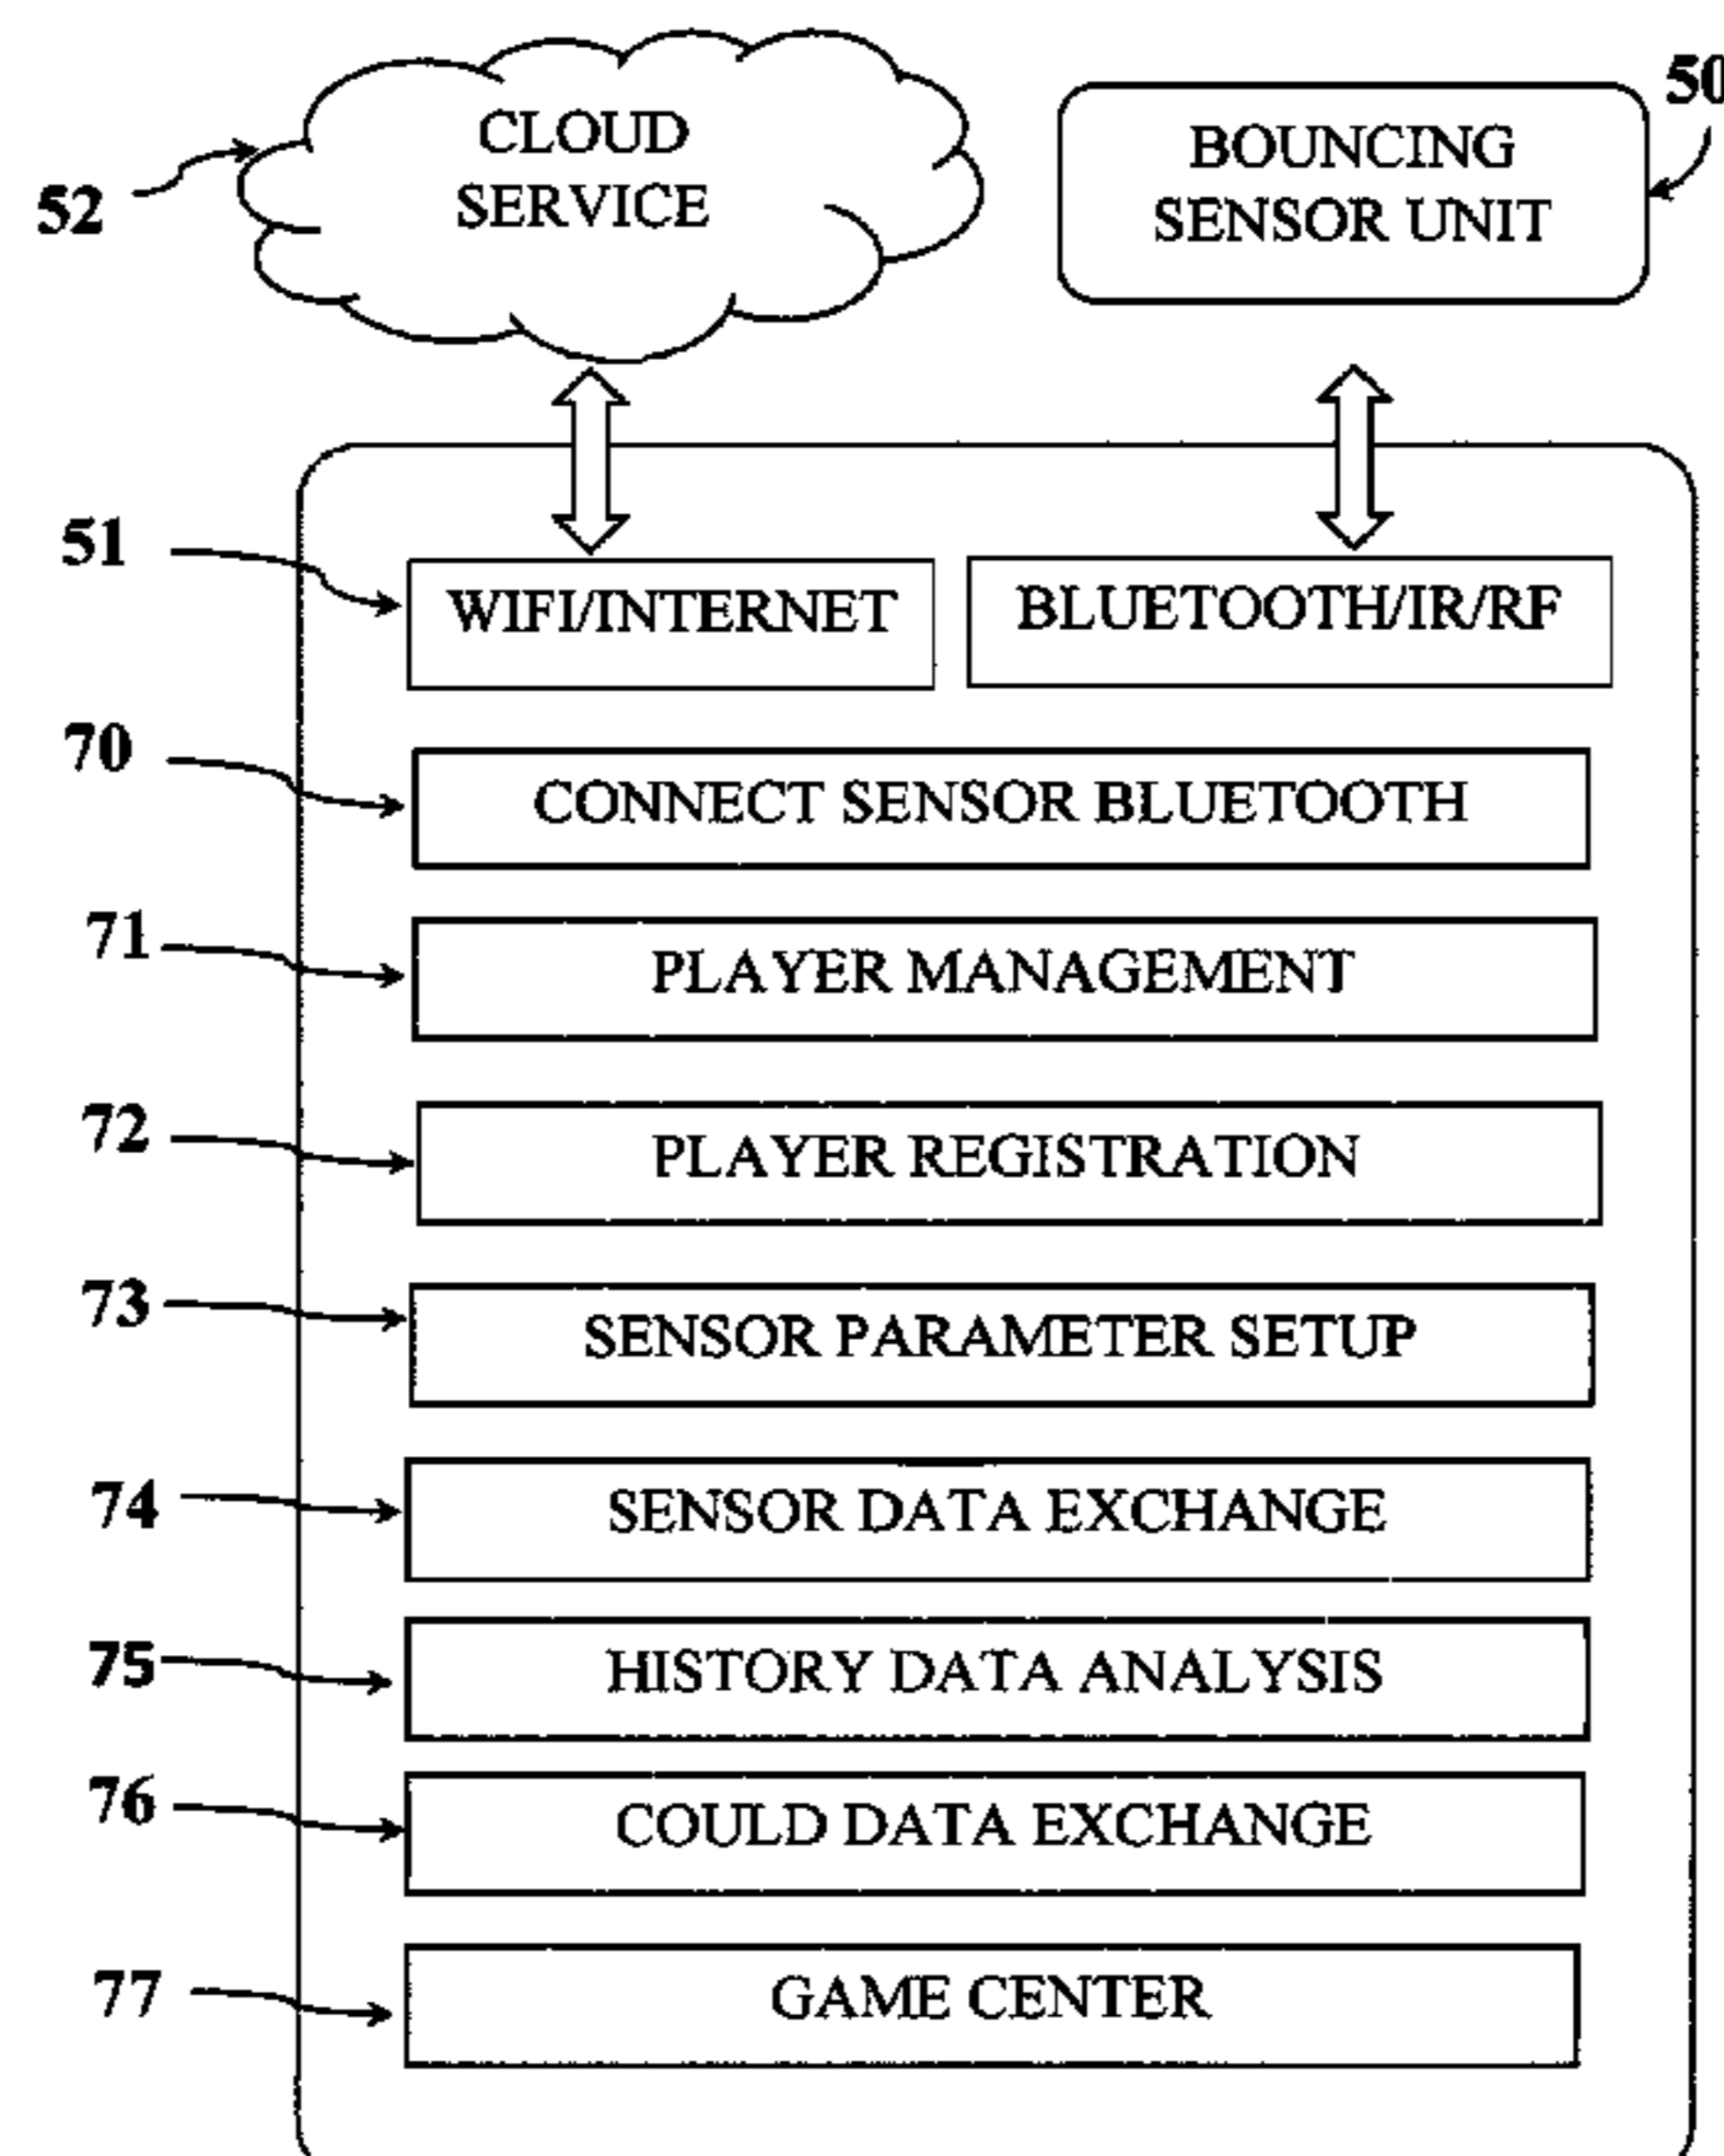 CLOUD
SERVICE
52
BOUNCING
SENSOR UNIT
50
51
WIFI/INTERNET
BLUETOOTH/IR/RF
70
CONNECT SENSOR BLUETOOTH
71
PLAYER MANAGEMENT
72
PLAYER REGISTRATION
73
SENSOR PARAMETER SETUP
74
SENSOR DATA EXCHANGE
75
HISTORY DATA ANALYSIS
76
COULD DATA EXCHANGE
77
GAME CENTER